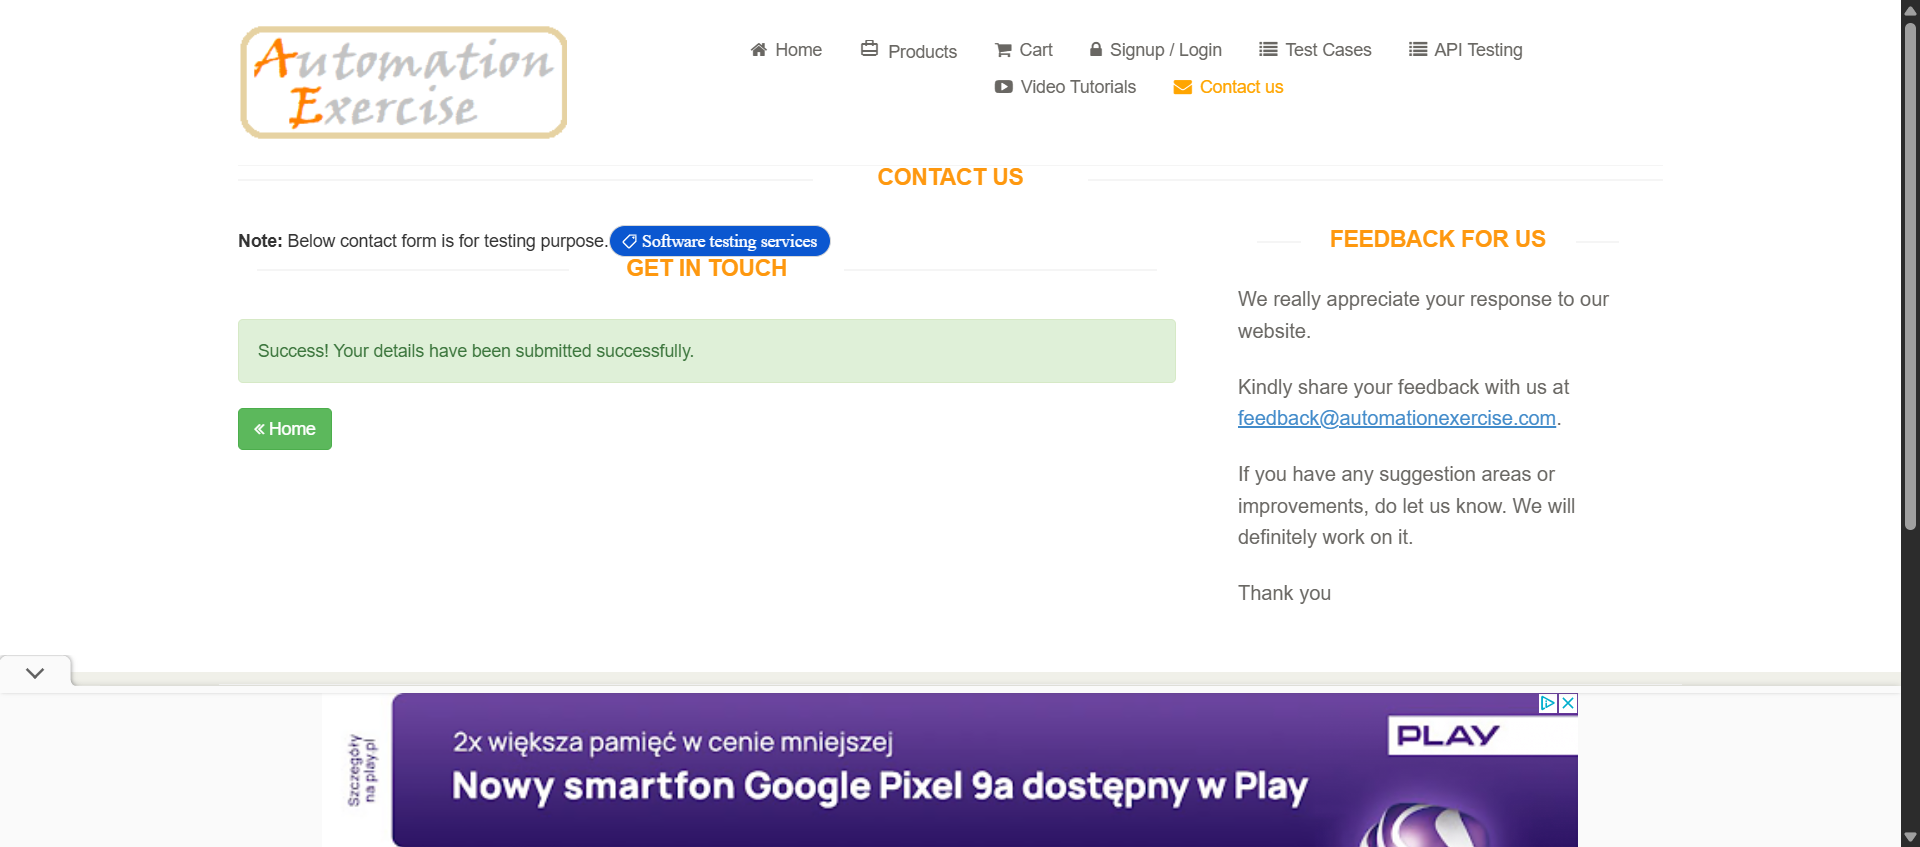 Automation
Exercise
Home
Products
Cart
Signup / Login
Test Cases
API Testing
Video Tutorials
Contact us
CONTACT US
Note: Below contact form is for testing purpose.
Software testing services
GET IN TOUCH
Success! Your details have been submitted successfully.
« Home
FEEDBACK FOR US
We really appreciate your response to our
website.
Kindly share your feedback with us at
feedback@automationexercise.com.
If you have any suggestion areas or
improvements, do let us know. We will
definitely work on it.
Thank you
Szczegóły
na play.pl
2x większa pamięć w cenie mniejszej
Nowy smartfon Google Pixel 9a dostępny w Play
PLAY